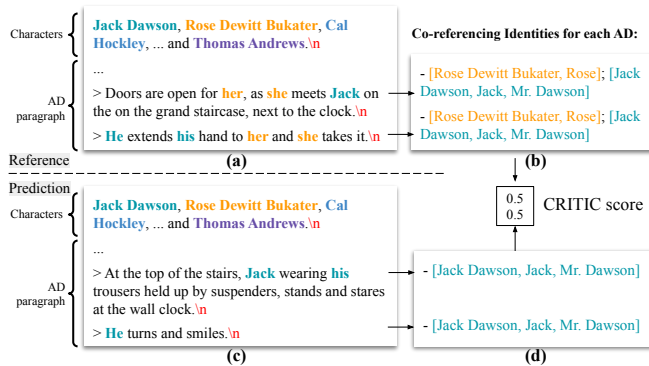 Characters
Jack Dawson, Rose Dewitt Bukater, Cal
Hockley, ... and Thomas Andrews.\n
...
AD
paragraph
> Doors are open for her, as she meets Jack on
the on the grand staircase, next to the clock.\n
> He extends his hand to her and she takes it.\n
Reference
(a)
Co-referencing Identities for each AD:
- [Rose Dewitt Bukater, Rose]; [Jack
Dawson, Jack, Mr. Dawson]
- [Rose Dewitt Bukater, Rose]; [Jack
Dawson, Jack, Mr. Dawson]
(b)
0.5
0.5
CRITIC score
Prediction
Characters
Jack Dawson, Rose Dewitt Bukater, Cal
Hockley, ... and Thomas Andrews.\n
...
AD
paragraph
> At the top of the stairs, Jack wearing his
trousers held up by suspenders, stands and stares
at the wall clock.\n
> He turns and smiles.\n
(c)
- [Jack Dawson, Jack, Mr. Dawson]
- [Jack Dawson, Jack, Mr. Dawson]
(d)